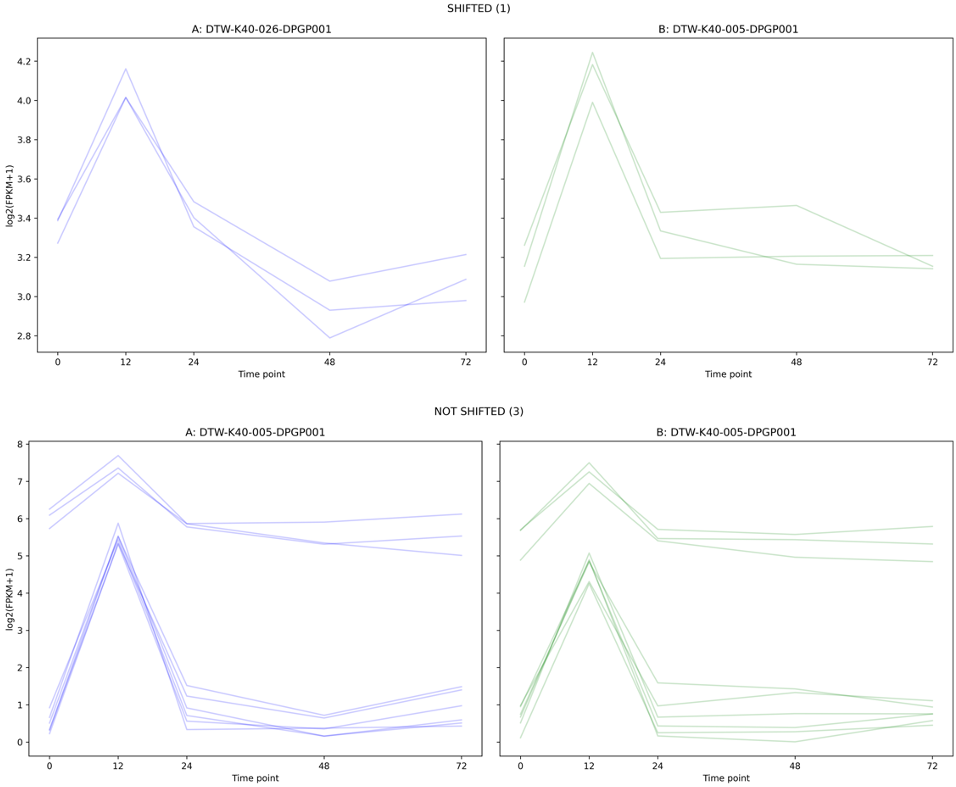 SHIFTED (1)
A: DTW-K40-026-DPGP001
B: DTW-K40-005-DPGP001
4.2
4.0
3.8
3.6
3.4
3.2
3.0
2.8
log2(FPKM+1)
0 12 24 48 72
0 12 24 48 72
Time point
Time point
NOT SHIFTED (3)
A: DTW-K40-005-DPGP001
B: DTW-K40-005-DPGP001
8
7
6
5
4
3
2
1
0
log2(FPKM+1)
0 12 24 48 72
0 12 24 48 72
Time point
Time point